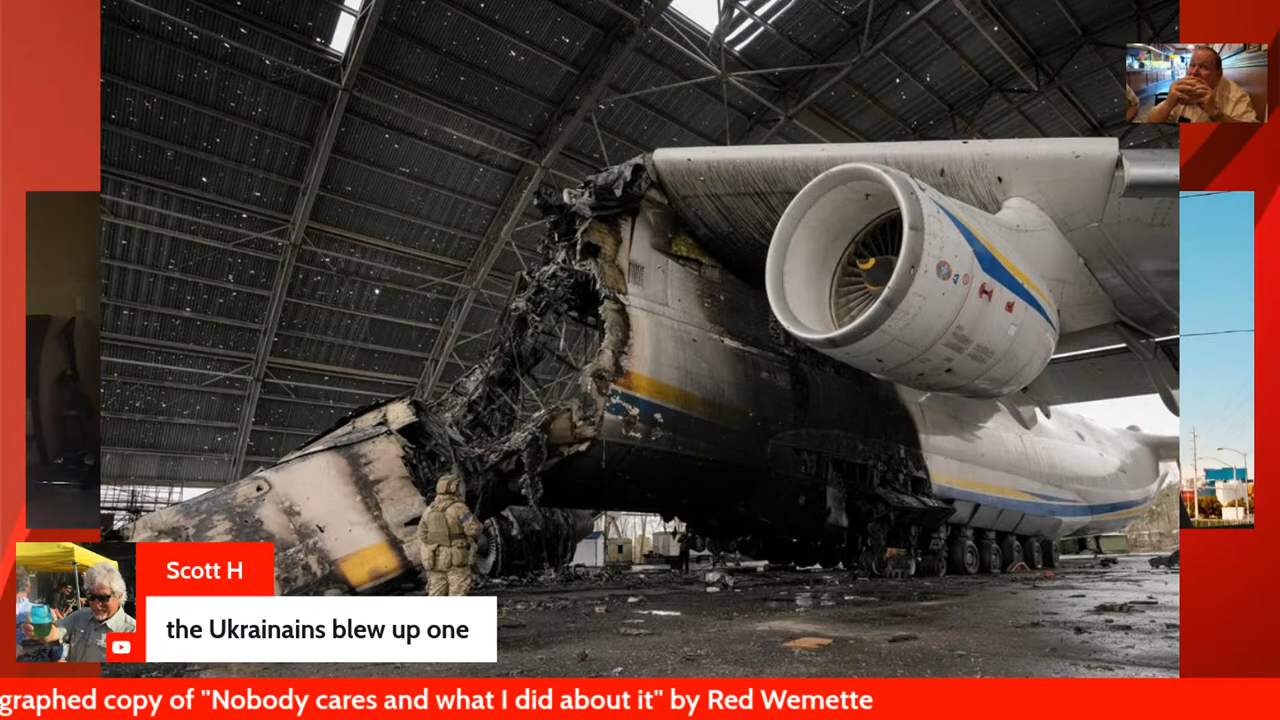 Scott H
the Ukrainains blew up one
graphed copy of "Nobody cares and what I did about it" by Red Wemette